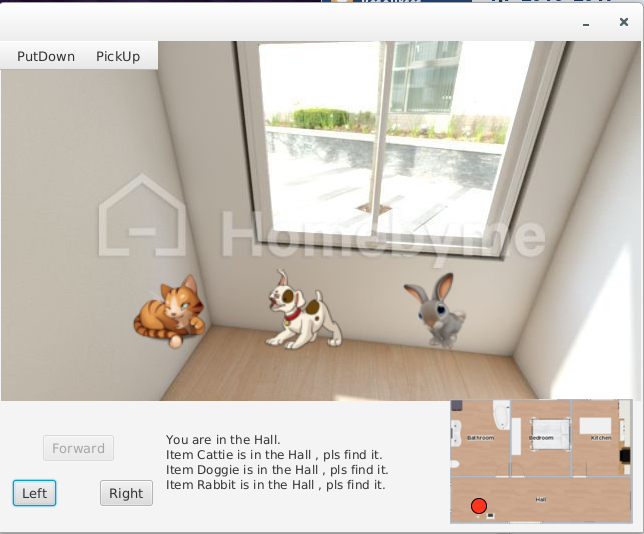 PutDown PickUp
Homebyme
Forward
Left
Right
You are in the Hall.
Item Cattie is in the Hall , pls find it.
Item Doggie is in the Hall , pls find it.
Item Rabbit is in the Hall , pls find it.
Bathroom
Bedroom
Kitchen
Hall